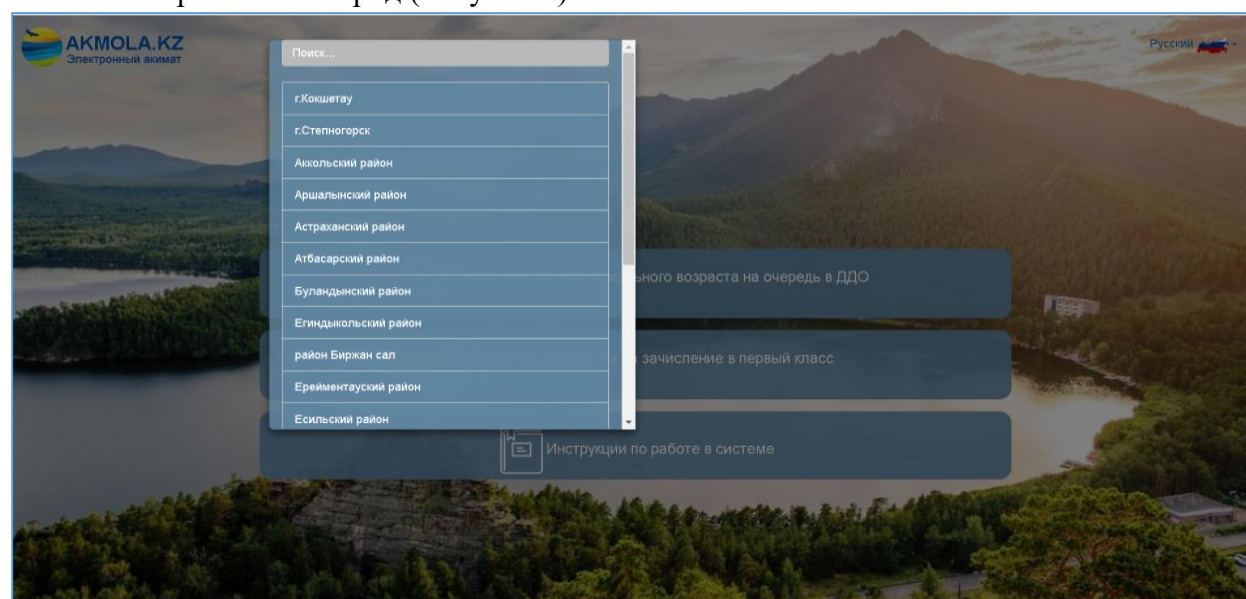 AKMOLA.KZ
Электронный акимат
Русский
Поиск...
г.Кокшетау
г.Степногорск
Аккольский район
Аршалынский район
Астраханский район
Атбасарский район
Буландынский район
Егиндыкольский район
район Биржан сал
Ерейментауский район
Есильский район
возраста на очередь в ДДО
зачисление в первый класс
Инструкции по работе в системе